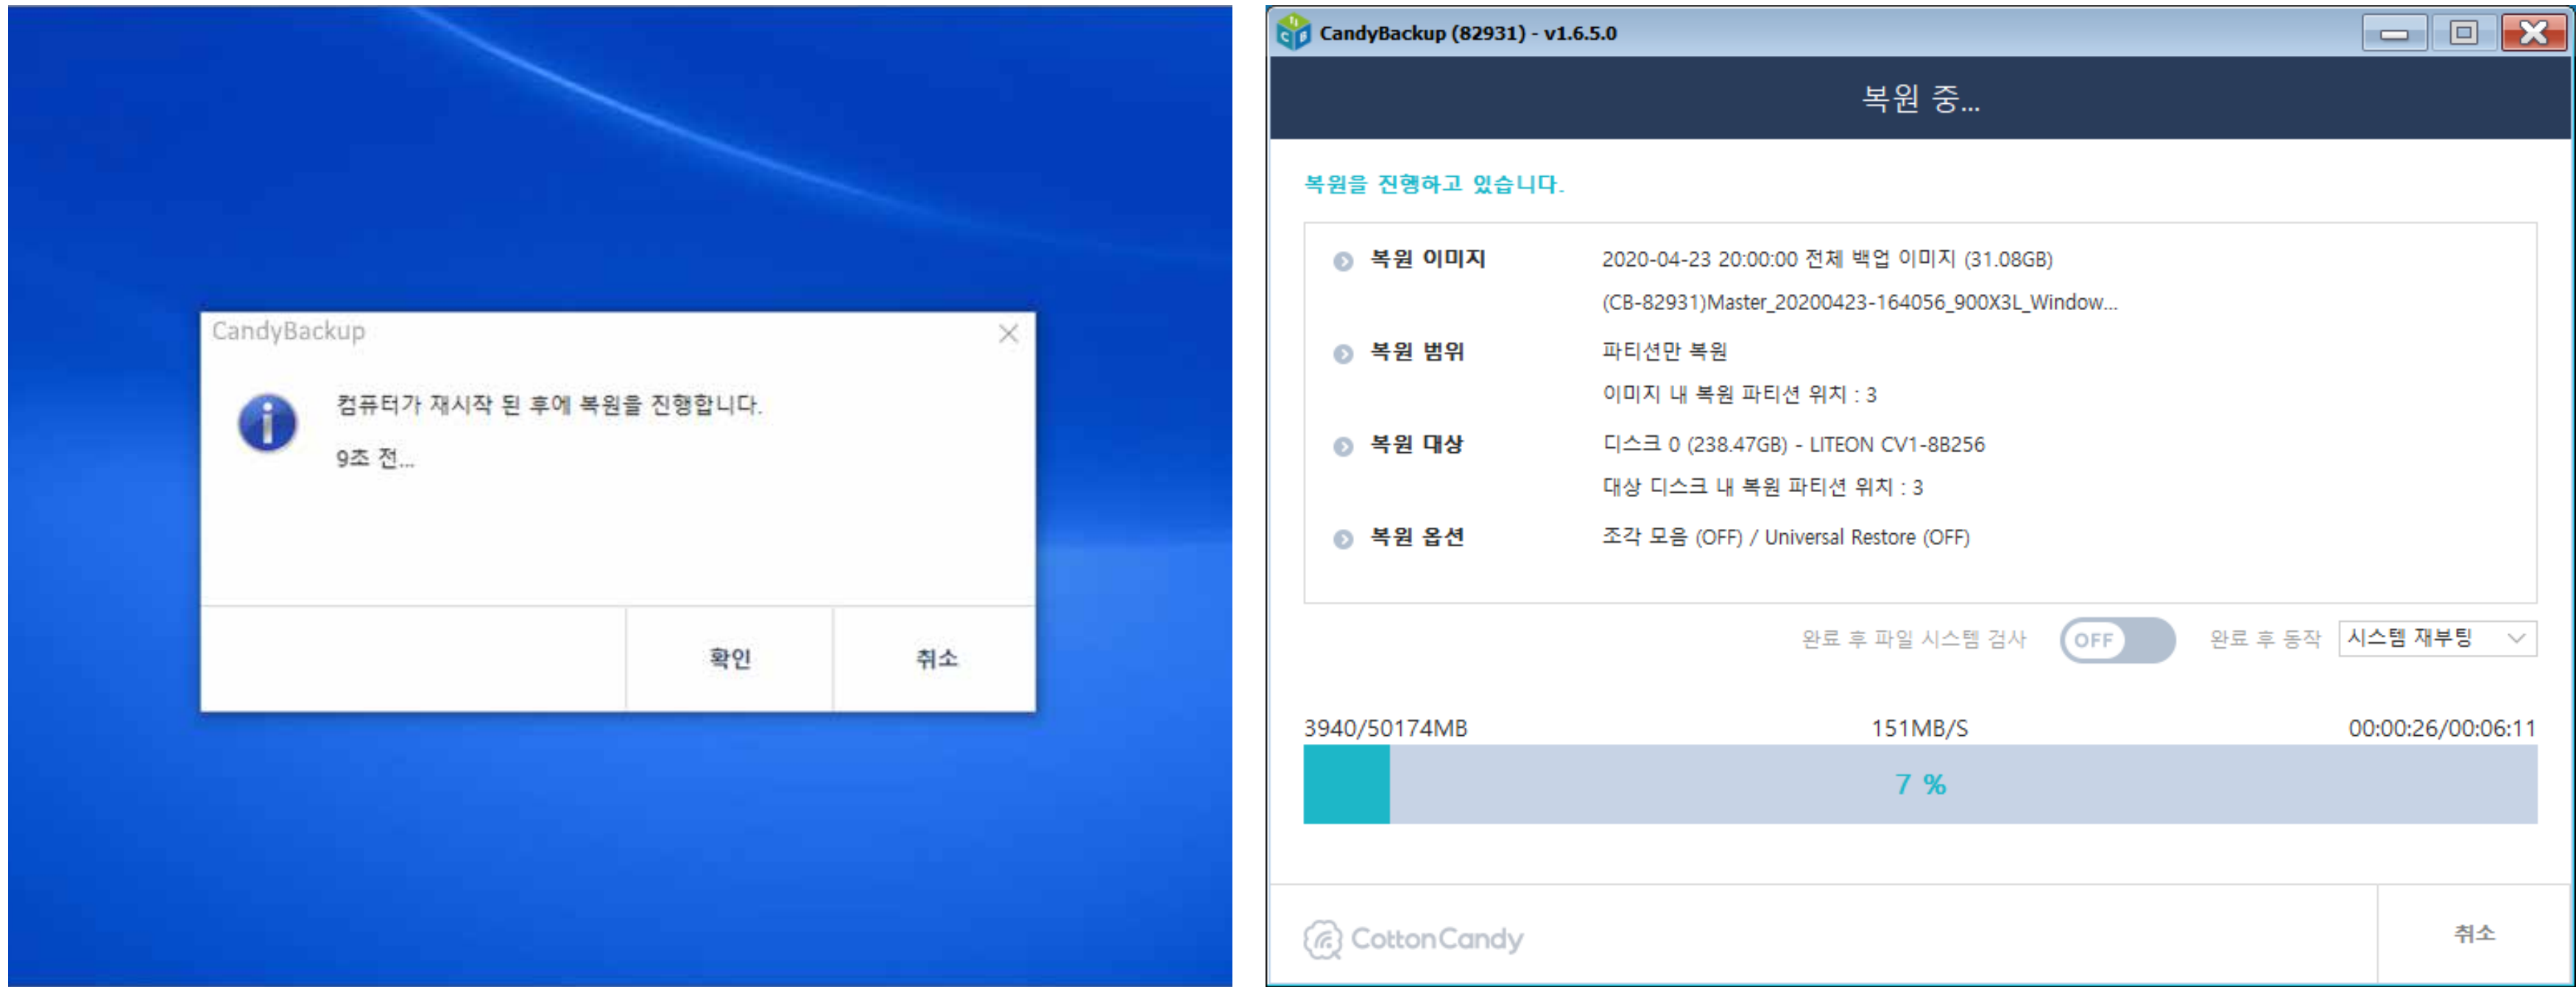 CandyBackup
컴퓨터가 재시작 된 후에 복원을 진행합니다.
9초 전...
확인
취소
CandyBackup (82931) - v1.6.5.0
복원 중...
복원을 진행하고 있습니다.
복원 이미지
2020-04-23 20:00:00 전체 백업 이미지 (31.08GB)
(CB-82931)Master_20200423-164056_900X3L_Window...
복원 범위
파티션만 복원
이미지 내 복원 파티션 위치 : 3
복원 대상
디스크 0 (238.47GB) - LITEON CV1-8B256
대상 디스크 내 복원 파티션 위치 : 3
복원 옵션
조각 모음 (OFF) / Universal Restore (OFF)
완료 후 파일 시스템 검사
OFF
완료 후 동작
시스템 재부팅
3940/50174MB
151MB/S
00:00:26/00:06:11
7 %
CottonCandy
취소